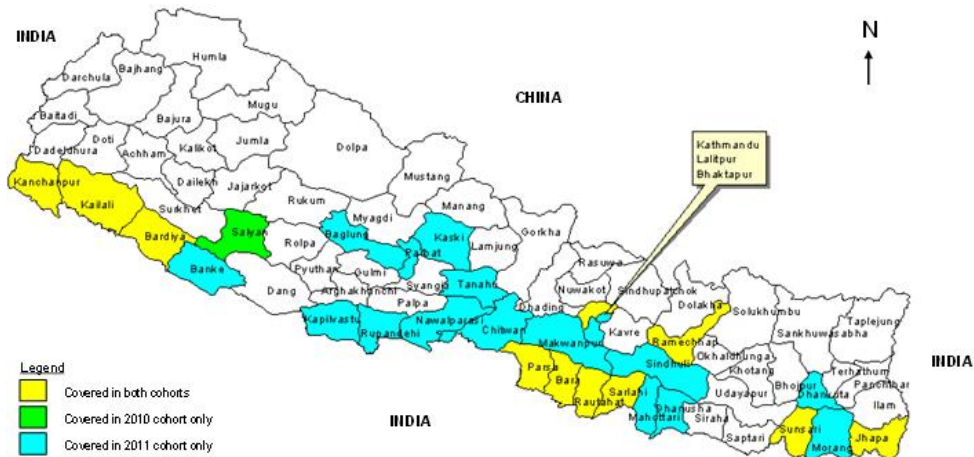 INDIA
N
Humla
Darchula
Bajhang
CHINA
Mugu
Baitadi
Bajura
Doti
Jumla
Dadeldhura
Achham
Kalikot
Dolpa
Kathmandu
Lalitpur
Bhaktapur
Mustang
Kanchanpur
Dailekh
Jajarkot
Kailali
Surkhet
Rukum
Manang
Myagdi
Gorkha
Bardiya
Salyan
Rolpa
Baglung
Kaski
Lamjung
Rasuwa
Banke
Pyuthan
Gulmi
Parbat
Syangja
Tanahu
Nuwakot
Sindhupalchok
Dolakha
Dang
Arghakhanchi
Palpa
Dhading
Solukhumbu
Taplejung
Sankhuwasabha
Kapilvastu
Rupandehi
Nawalparasi
Chitwan
Makwanpur
Kavre
Ramechhap
Okhaldhunga
INDIA
Sindhuli
Khotang
Terhathum
Panchthar
Parsa
Bara
Bhojpur
Dhankuta
Udayapur
Ilam
Legend
Rautahat
Sarlahi
Dhanusha
Mahottari
Siraha
Covered in both cohorts
Saptari
Sunsari
Jhapa
Morang
Covered in 2010 cohort only
INDIA
Covered in 2011 cohort only